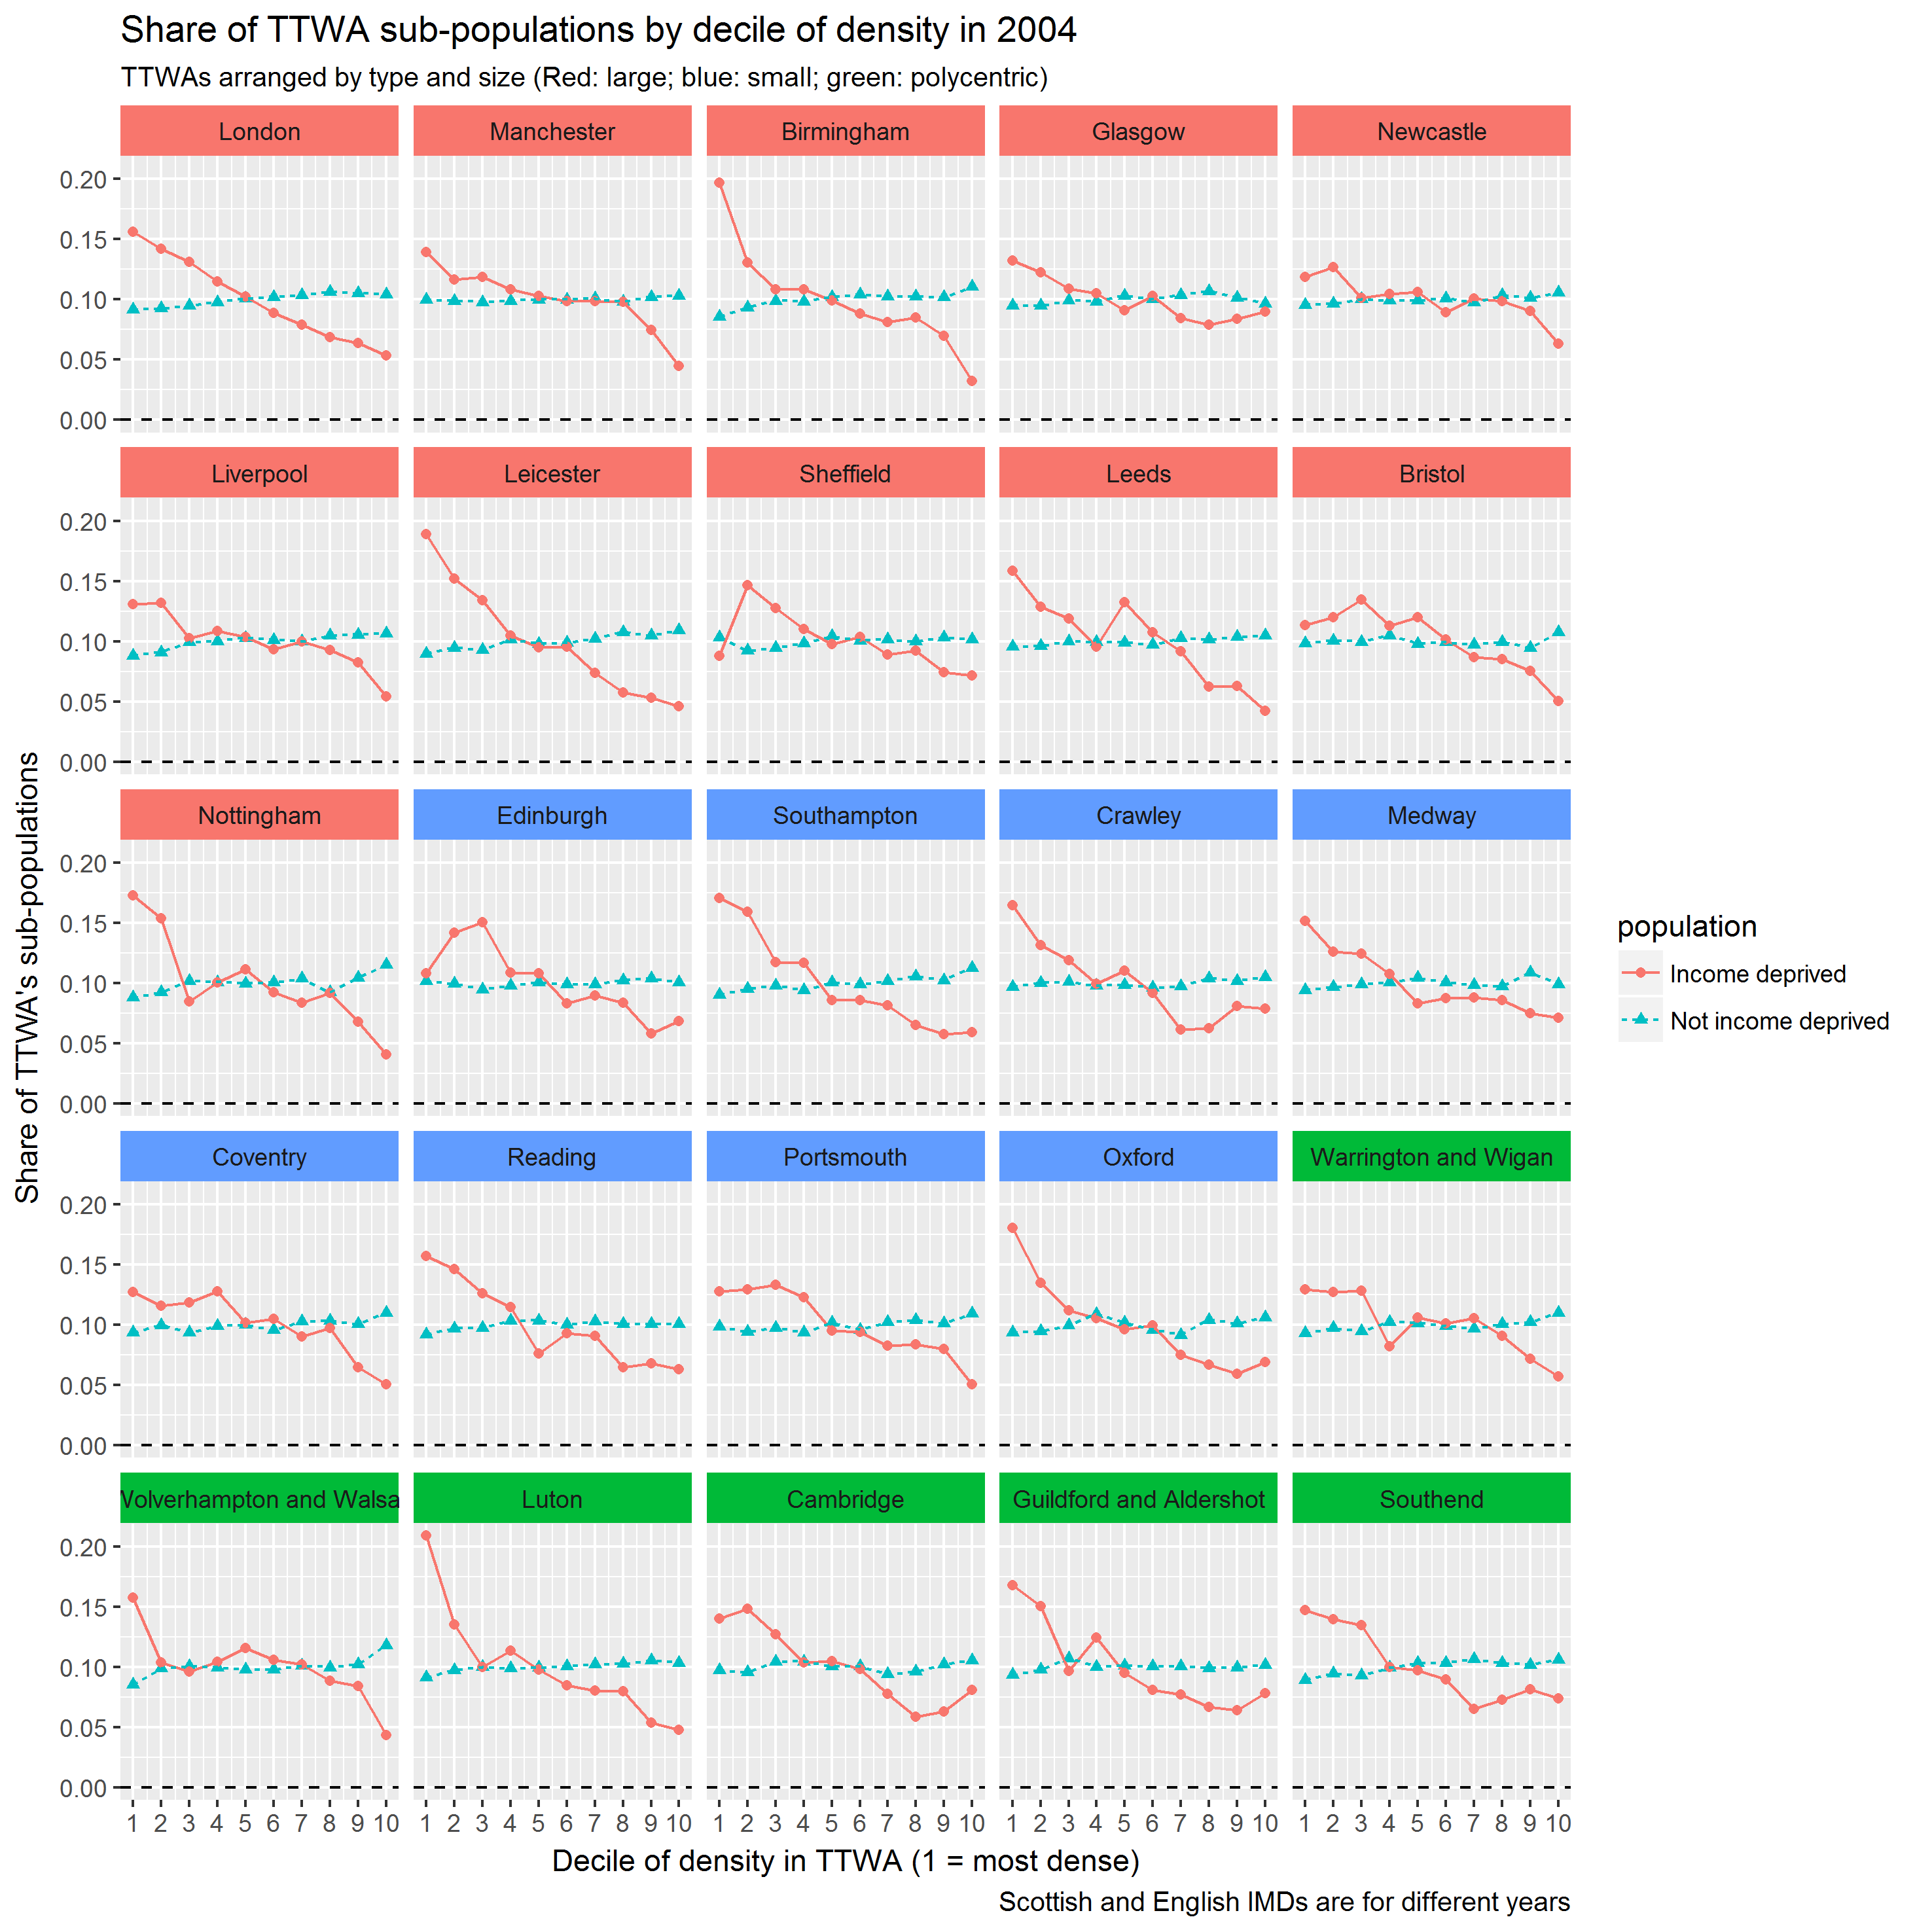 Share of TTWA sub-populations by decile of density in 2004
TTWAs arranged by type and size (Red: large; blue: small; green: polycentric)
London Manchester Birmingham Glasgow Newcastle
0.20
0.15
0.10
0.05
0.00
Liverpool Leicester Sheffield Leeds Bristol
0.20
0.15
0.10
0.05
0.00
Nottingham Edinburgh Southampton Crawley Medway
0.20
0.15
0.10
0.05
0.00
Coventry Reading Portsmouth Oxford Warrington and Wigan
0.20
0.15
0.10
0.05
0.00
Wolverhampton and Walsa Luton Cambridge Guildford and Aldershot Southend
0.20
0.15
0.10
0.05
0.00
1 2 3 4 5 6 7 8 9 10 1 2 3 4 5 6 7 8 9 10 1 2 3 4 5 6 7 8 9 10 1 2 3 4 5 6 7 8 9 10 1 2 3 4 5 6 7 8 9 10
Decile of density in TTWA (1 = most dense)
Share of TTWA's sub-populations
population
Income deprived
Not income deprived
Scottish and English IMDs are for different years